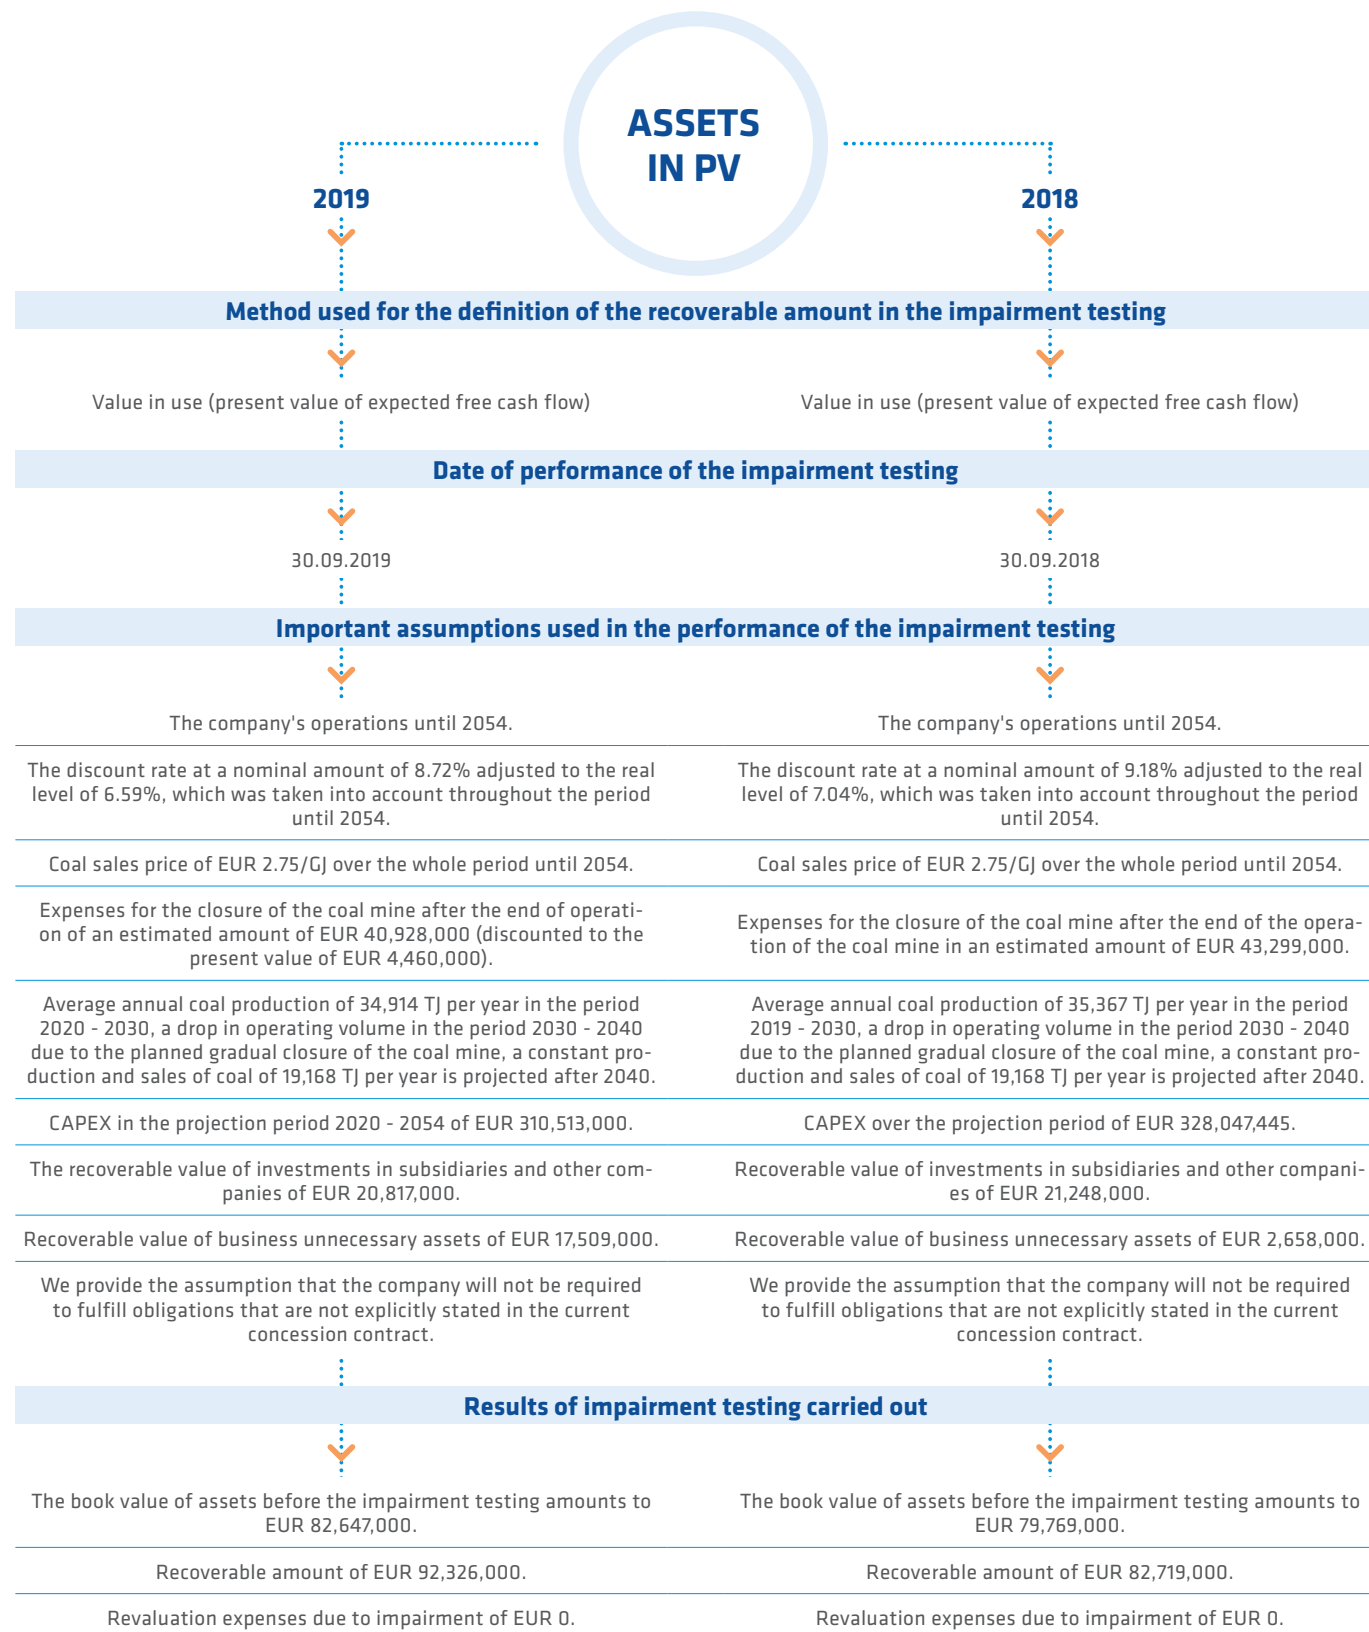 ASSETS
IN PV
2019
2018
Method used for the definition of the recoverable amount in the impairment testing
Value in use (present value of expected free cash flow)
Value in use (present value of expected free cash flow)
Date of performance of the impairment testing
30.09.2019
30.09.2018
Important assumptions used in the performance of the impairment testing
The company's operations until 2054.
The company's operations until 2054.
The discount rate at a nominal amount of 8.72% adjusted to the real
level of 6.59%, which was taken into account throughout the period
until 2054.
The discount rate at a nominal amount of 9.18% adjusted to the real
level of 7.04%, which was taken into account throughout the period
until 2054.
Coal sales price of EUR 2.75/GJ over the whole period until 2054.
Coal sales price of EUR 2.75/GJ over the whole period until 2054.
Expenses for the closure of the coal mine after the end of operati-
on of an estimated amount of EUR 40,928,000 (discounted to the
present value of EUR 4,460,000).
Expenses for the closure of the coal mine after the end of the opera-
tion of the coal mine in an estimated amount of EUR 43,299,000.
Average annual coal production of 34,914 TJ per year in the period
2020 - 2030, a drop in operating volume in the period 2030 - 2040
due to the planned gradual closure of the coal mine, a constant pro-
duction and sales of coal of 19,168 TJ per year is projected after 2040.
Average annual coal production of 35,367 TJ per year in the period
2019 - 2030, a drop in operating volume in the period 2030 - 2040
due to the planned gradual closure of the coal mine, a constant pro-
duction and sales of coal of 19,168 TJ per year is projected after 2040.
CAPEX in the projection period 2020 - 2054 of EUR 310,513,000.
CAPEX over the projection period of EUR 328,047,445.
The recoverable value of investments in subsidiaries and other com-
panies of EUR 20,817,000.
Recoverable value of investments in subsidiaries and other compani-
es of EUR 21,248,000.
Recoverable value of business unnecessary assets of EUR 17,509,000.
Recoverable value of business unnecessary assets of EUR 2,658,000.
We provide the assumption that the company will not be required
to fulfill obligations that are not explicitly stated in the current
concession contract.
We provide the assumption that the company will not be required
to fulfill obligations that are not explicitly stated in the current
concession contract.
Results of impairment testing carried out
The book value of assets before the impairment testing amounts to
EUR 82,647,000.
The book value of assets before the impairment testing amounts to
EUR 79,769,000.
Recoverable amount of EUR 92,326,000.
Recoverable amount of EUR 82,719,000.
Revaluation expenses due to impairment of EUR 0.
Revaluation expenses due to impairment of EUR 0.